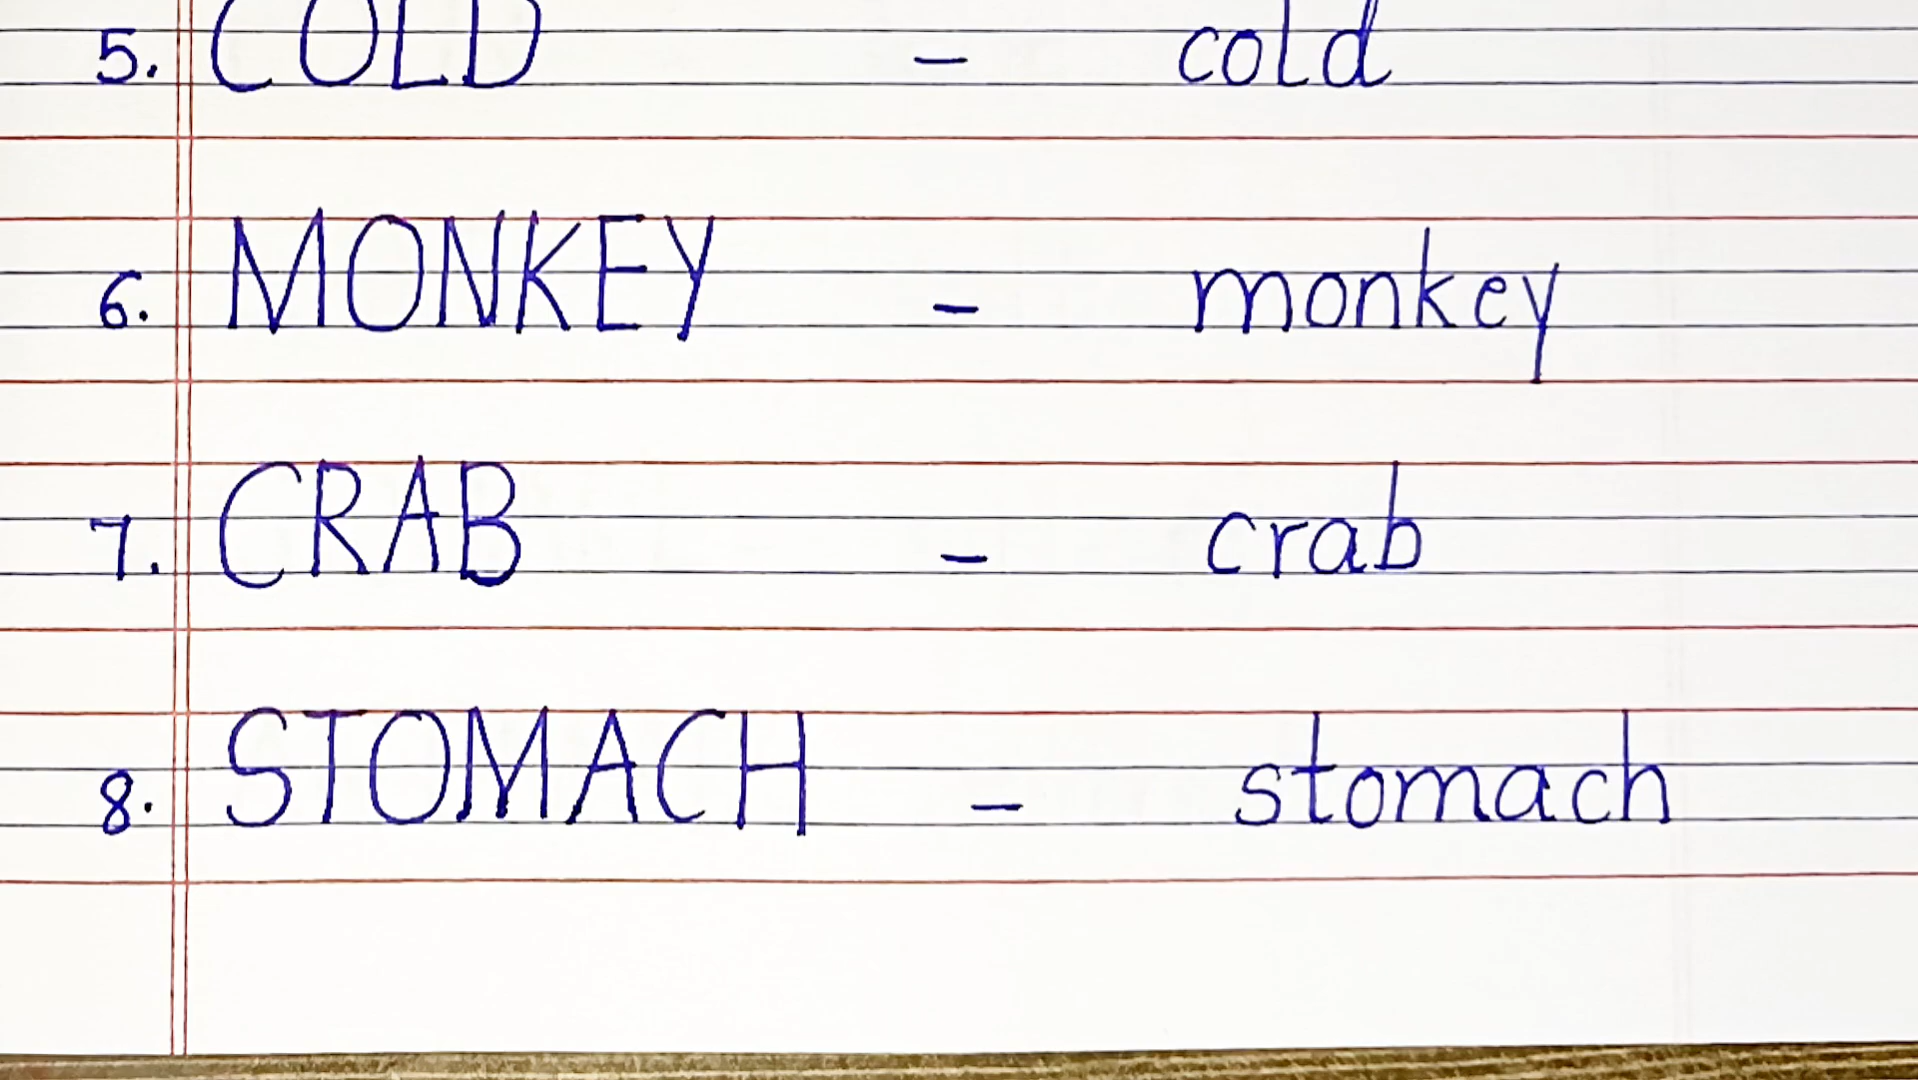 5. COLD - cold
6. MONKEY - monkey
7. CRAB - crab
8. STOMACH - stomach